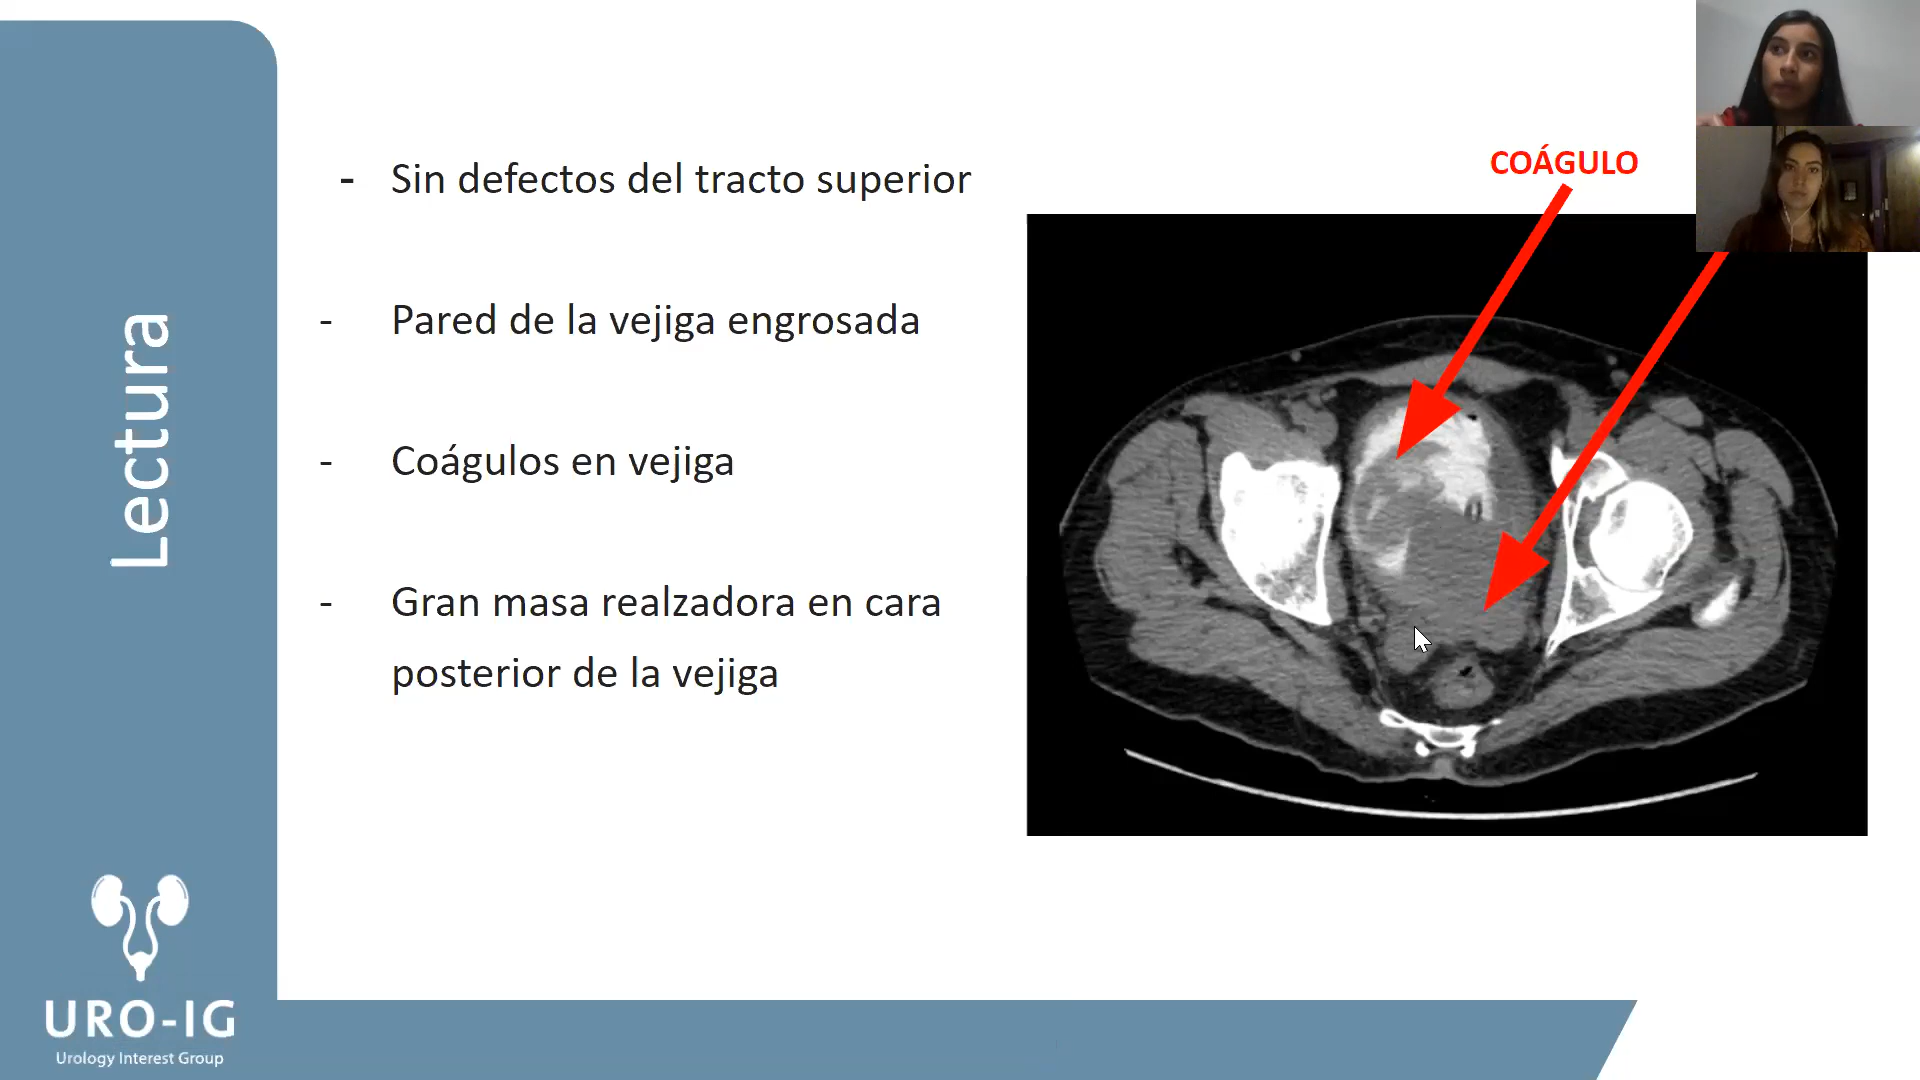 Lectura
- Sin defectos del tracto superior
- Pared de la vejiga engrosada
- Coágulos en vejiga
- Gran masa realzadora en cara
posterior de la vejiga
COÁGULO
URO-IG
Urology Interest Group